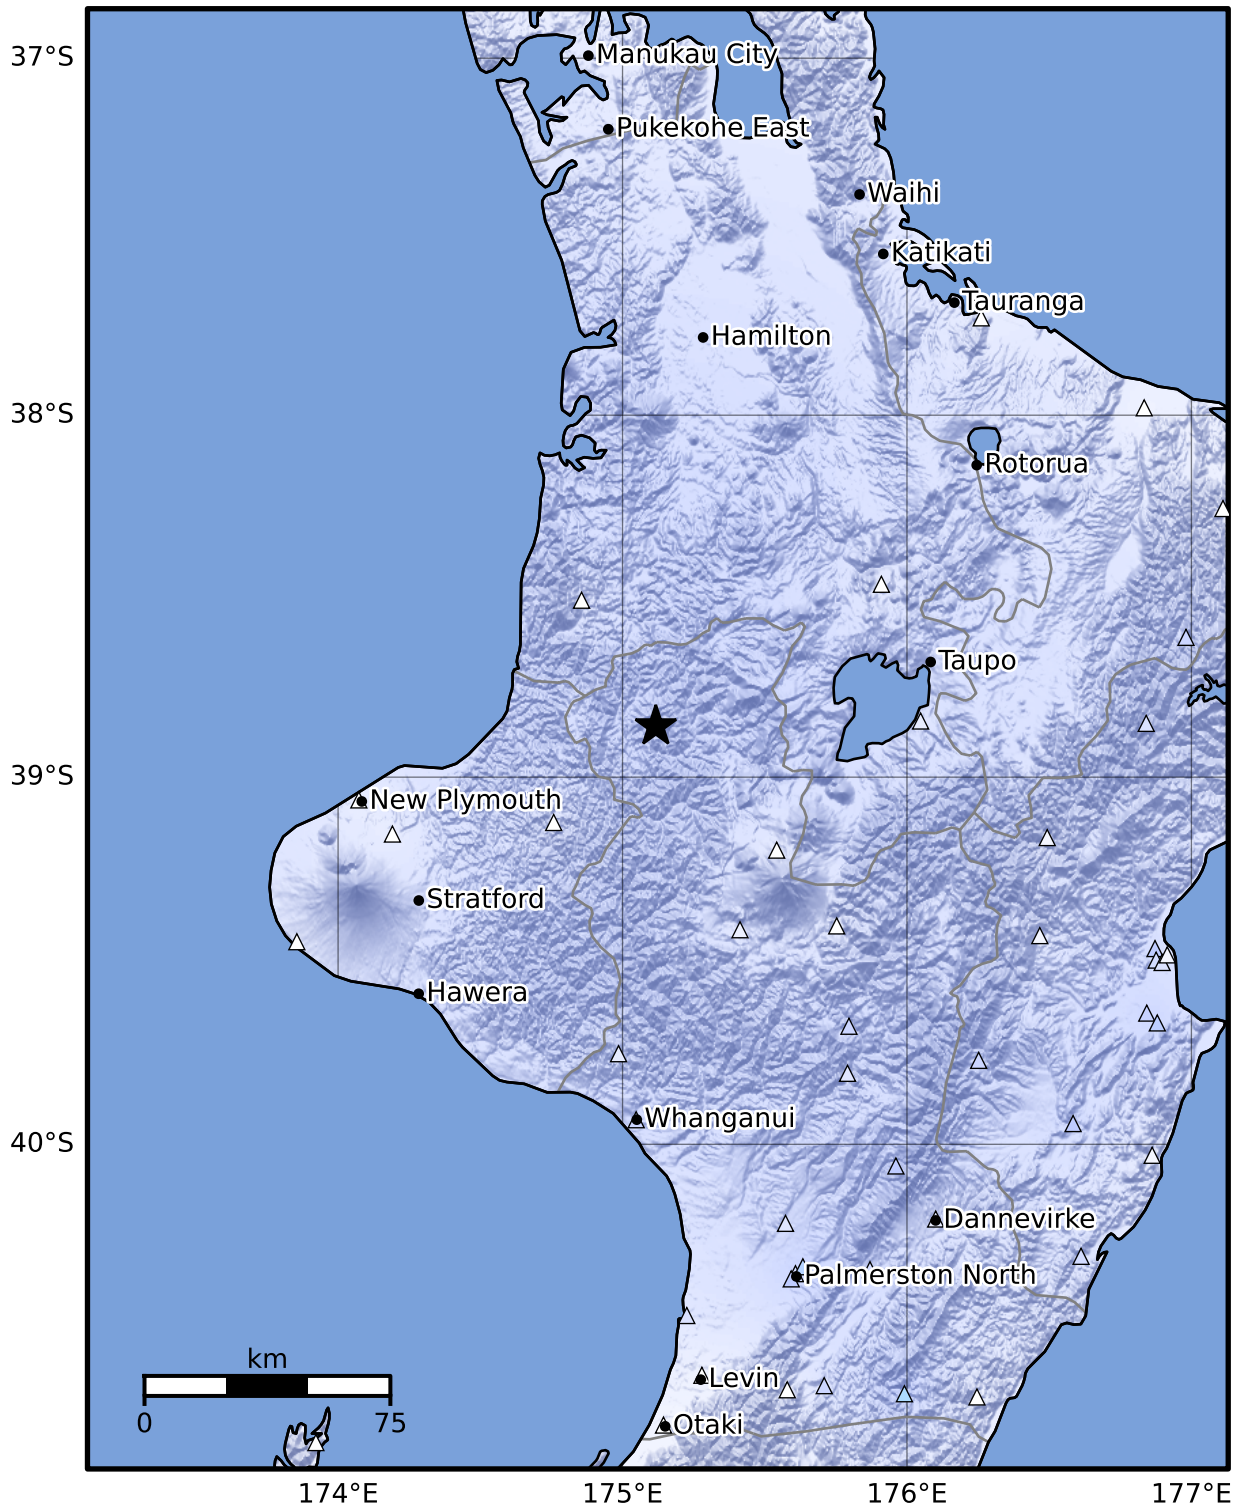 37°S
Manukau City
Pukekohe East
Waihi
Katikati
Tauranga
Hamilton
38°S
Rotorua
Taupo
39°S
New Plymouth
Stratford
Hawera
Whanganui
40°S
Dannevirke
Palmerston North
km
Levin
0 75
Otaki
174°E 175°E 176°E 177°E